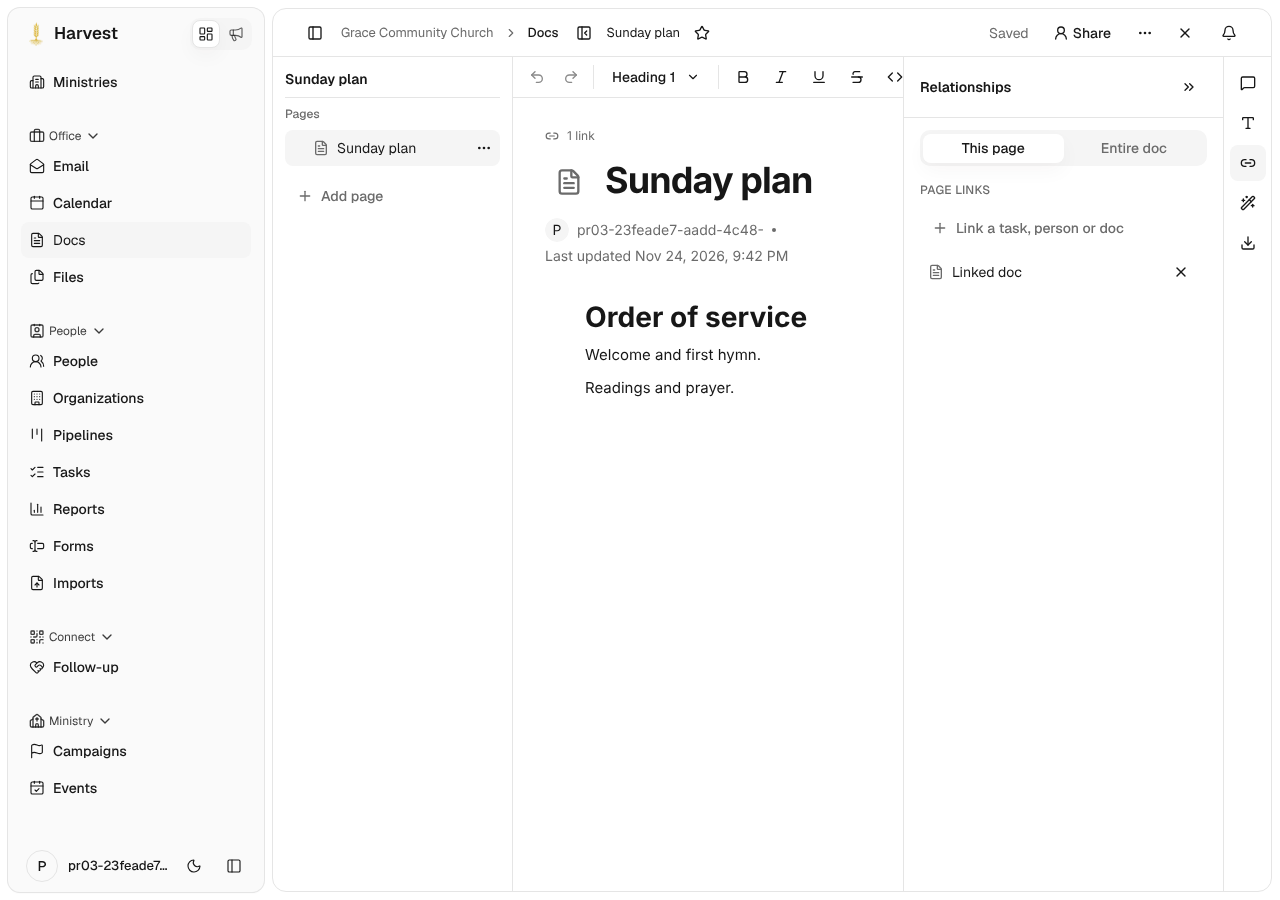 Harvest
Ministries
Office
Email
Calendar
Docs
Files
People
People
Organizations
Pipelines
Tasks
Reports
Forms
Imports
Connect
Follow-up
Ministry
Campaigns
Events
P pr03-23feade7…
Grace Community Church > Docs Sunday plan
Saved Share
Sunday plan
Pages
Sunday plan
Add page
Heading 1 B I U S <>
1 link
Sunday plan
P pr03-23feade7-aadd-4c48- •
Last updated Nov 24, 2026, 9:42 PM
Order of service
Welcome and first hymn.
Readings and prayer.
Relationships
This page Entire doc
PAGE LINKS
Link a task, person or doc
Linked doc
T